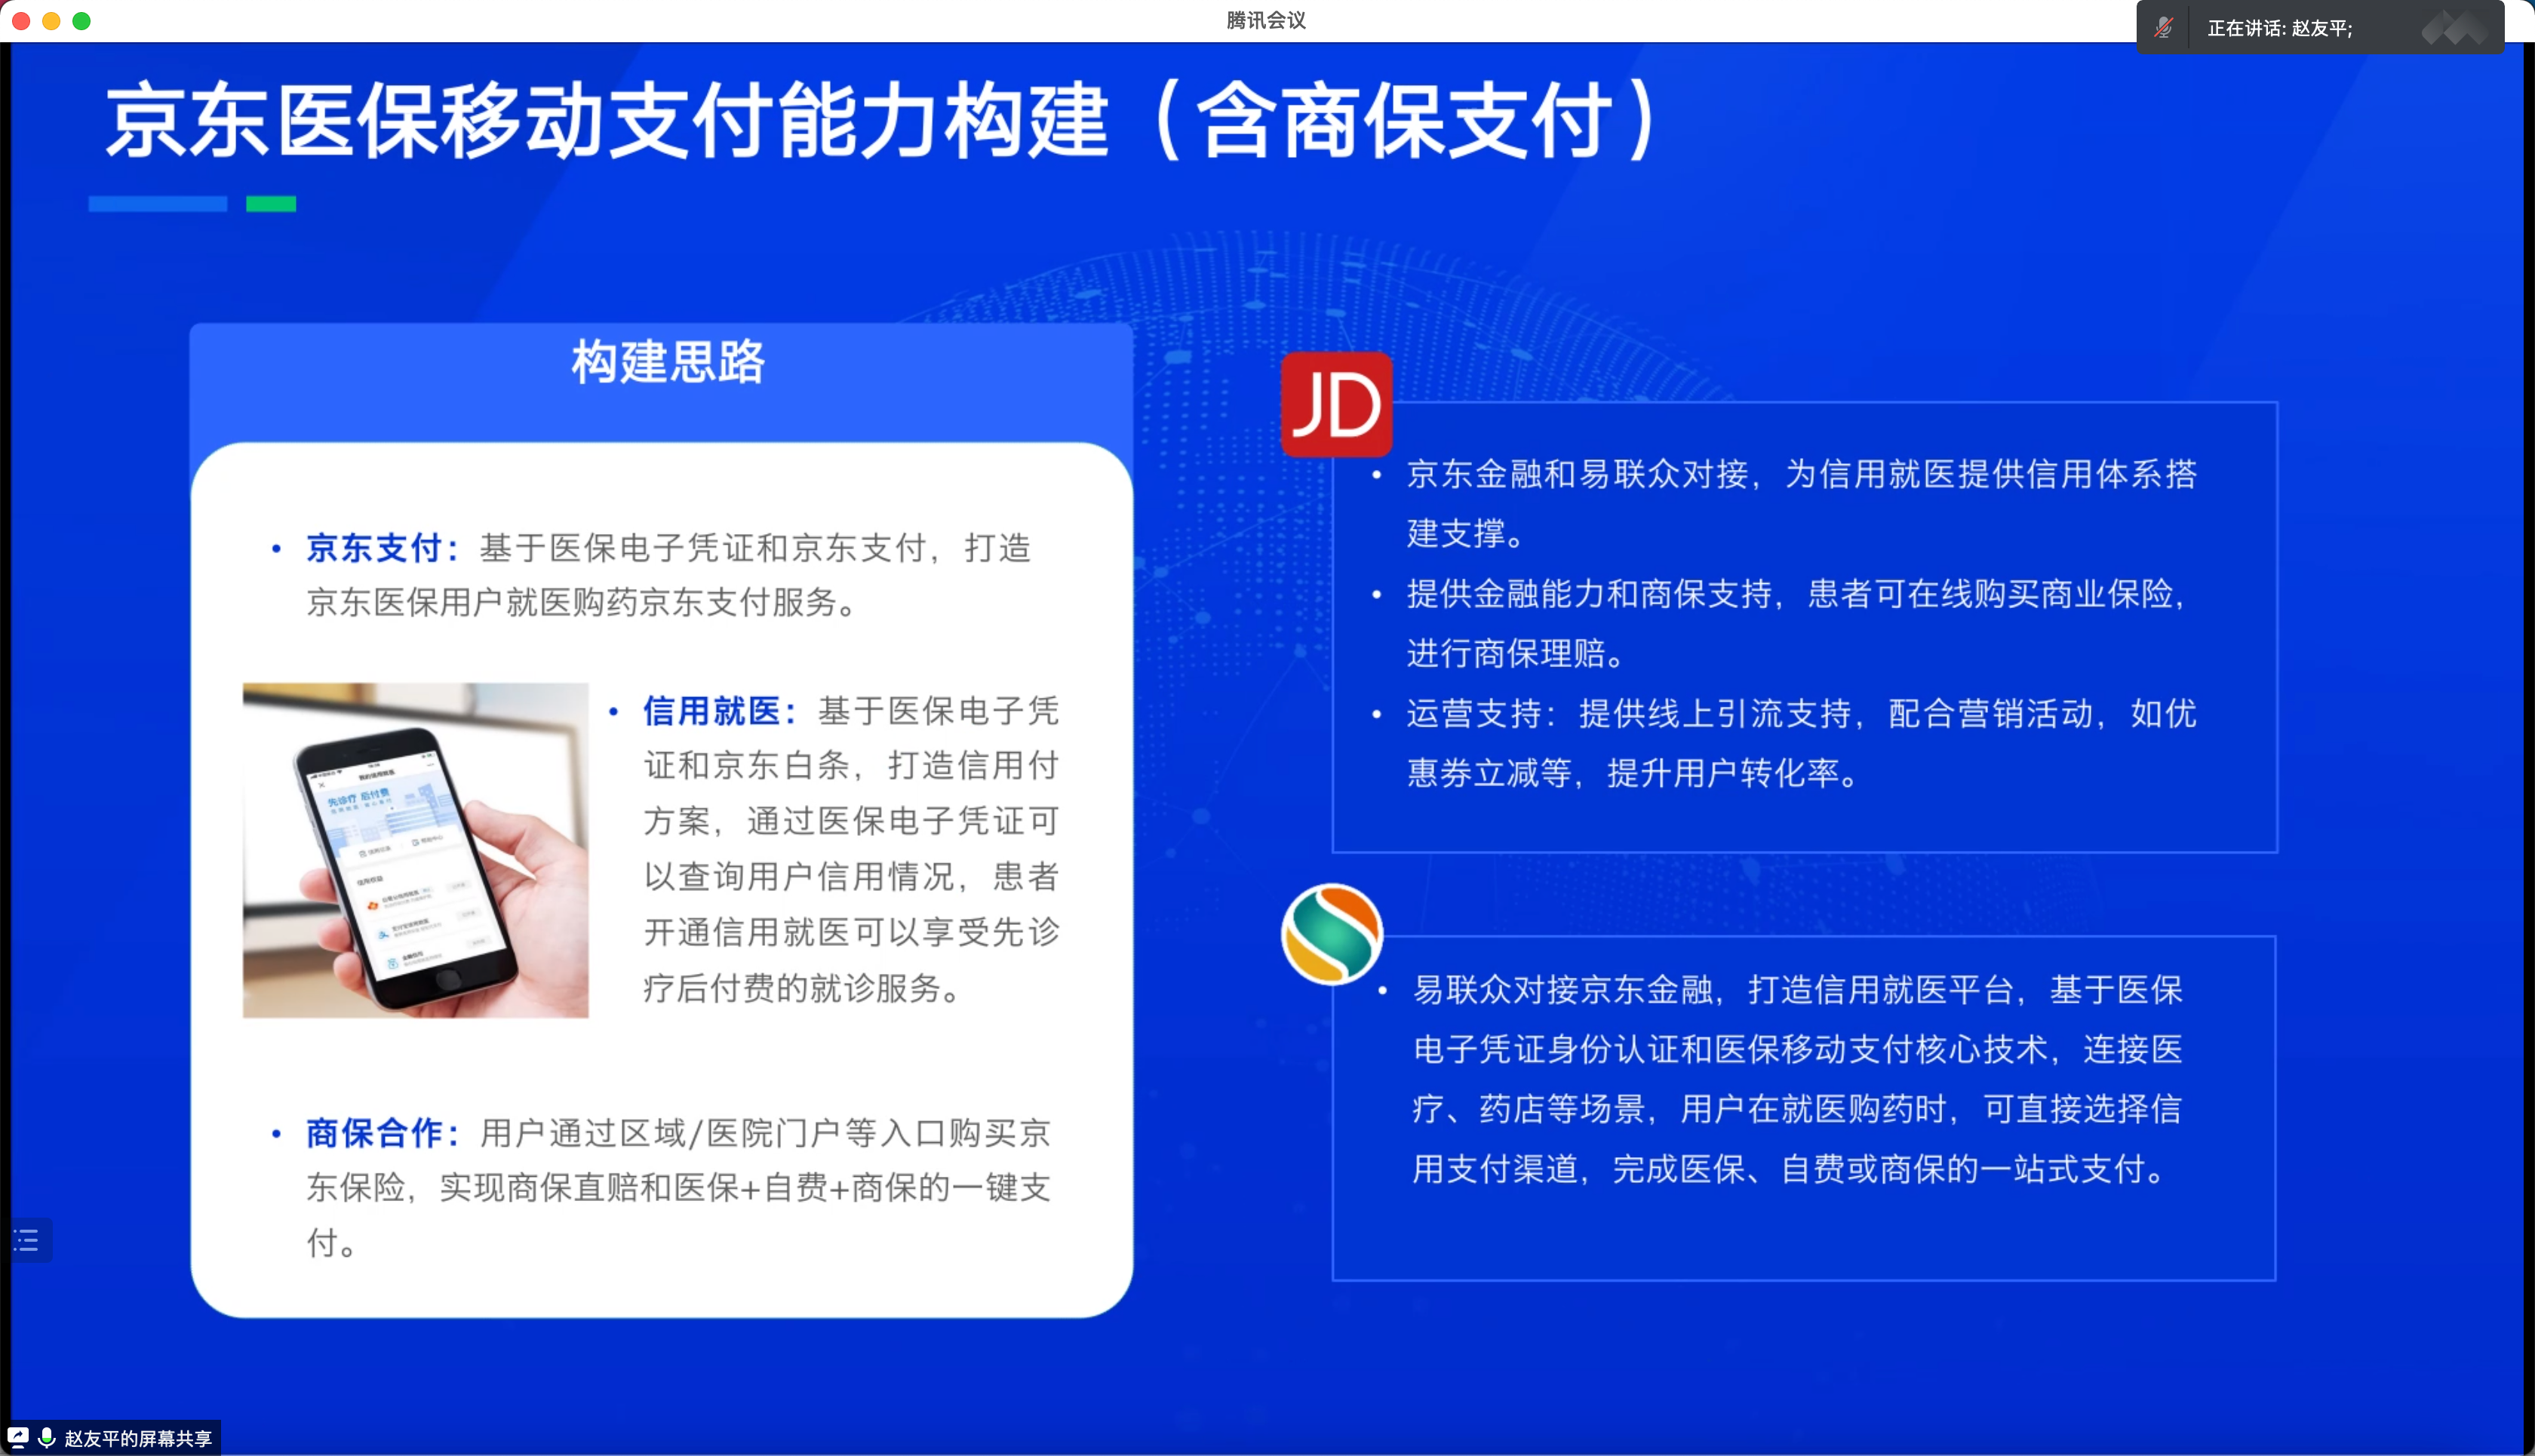 腾讯会议
正在讲话: 赵友平;
京东医保移动支付能力构建（含商保支付）
构建思路
• 京东支付：基于医保电子凭证和京东支付，打造
京东医保用户就医购药京东支付服务。
先诊疗 后付费
• 信用就医：基于医保电子凭
证和京东白条，打造信用付
方案，通过医保电子凭证可
以查询用户信用情况，患者
开通信用就医可以享受先诊
疗后付费的就诊服务。
• 商保合作：用户通过区域/医院门户等入口购买京
东保险，实现商保直赔和医保+自费+商保的一键支
付。
JD
• 京东金融和易联众对接，为信用就医提供信用体系搭
建支撑。
• 提供金融能力和商保支持，患者可在线购买商业保险，
进行商保理赔。
• 运营支持：提供线上引流支持，配合营销活动，如优
惠券立减等，提升用户转化率。
• 易联众对接京东金融，打造信用就医平台，基于医保
电子凭证身份认证和医保移动支付核心技术，连接医
疗、药店等场景，用户在就医购药时，可直接选择信
用支付渠道，完成医保、自费或商保的一站式支付。
赵友平的屏幕共享